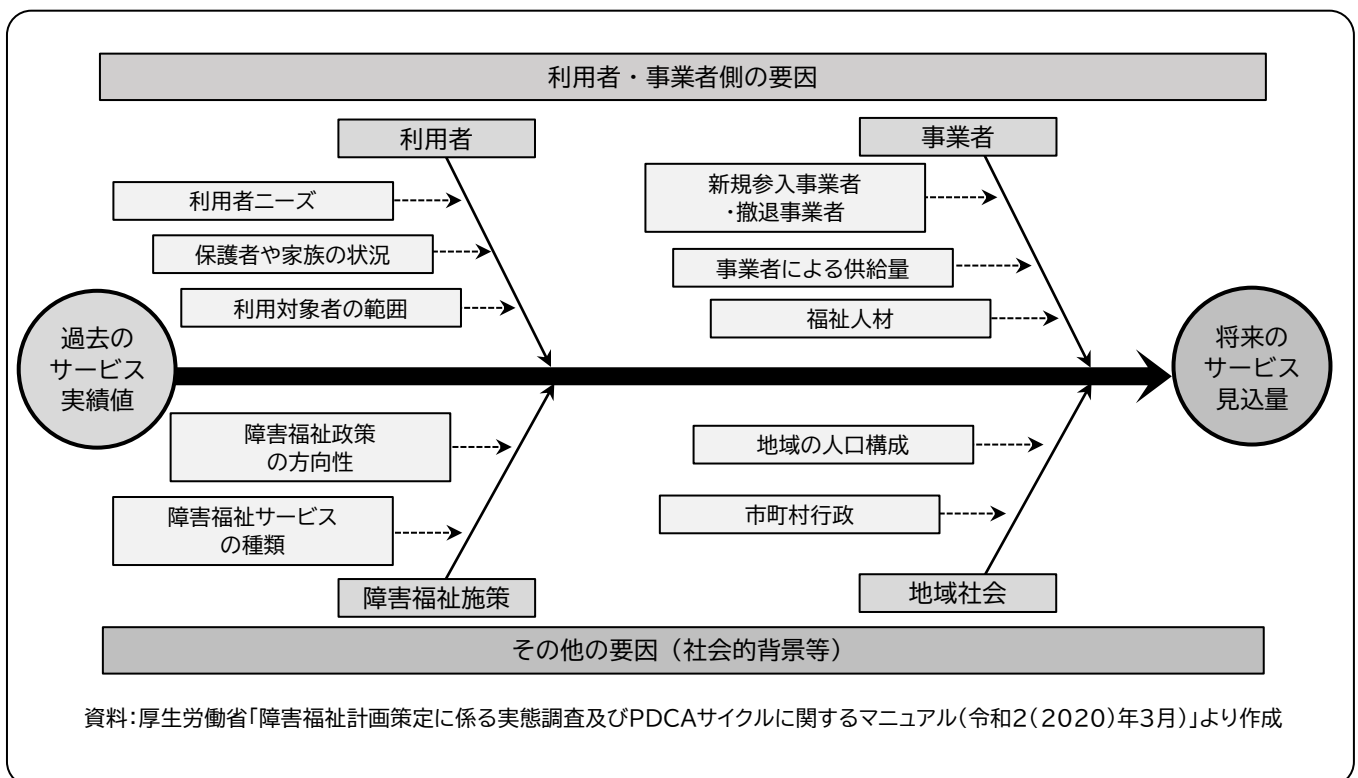 利用者・事業者側の要因
利用者
事業者
利用者ニーズ
保護者や家族の状況
利用対象者の範囲
新規参入事業者
・撤退事業者
事業者による供給量
福祉人材
過去の
サービス
実績値
将来の
サービス
見込量
障害福祉政策
の方向性
障害福祉サービス
の種類
地域の人口構成
市町村行政
障害福祉施策
地域社会
その他の要因（社会的背景等）
資料：厚生労働省「障害福祉計画策定に係る実態調査及びPDCAサイクルに関するマニュアル（令和2（2020）年3月）」より作成